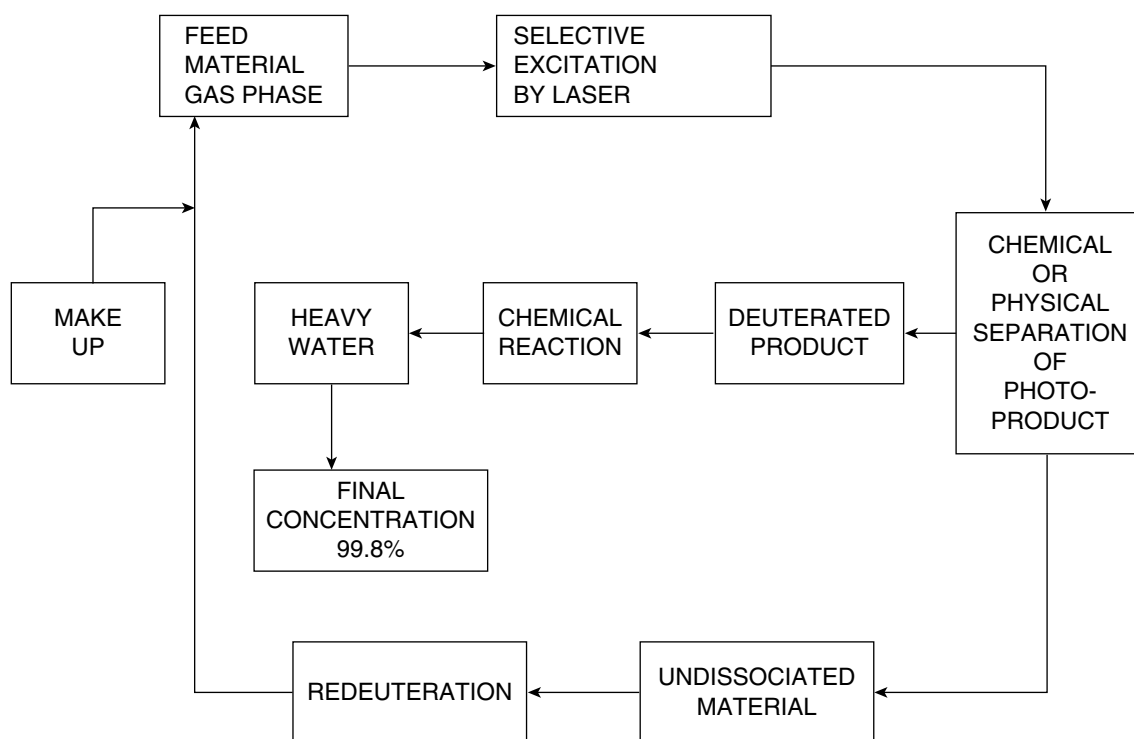 FEED
MATERIAL
GAS PHASE
SELECTIVE
EXCITATION
BY LASER
CHEMICAL
OR
PHYSICAL
SEPARATION
OF
PHOTO-
PRODUCT
MAKE
UP
HEAVY
WATER
CHEMICAL
REACTION
DEUTERATED
PRODUCT
FINAL
CONCENTRATION
99.8%
REDEUTERATION
UNDISSOCIATED
MATERIAL